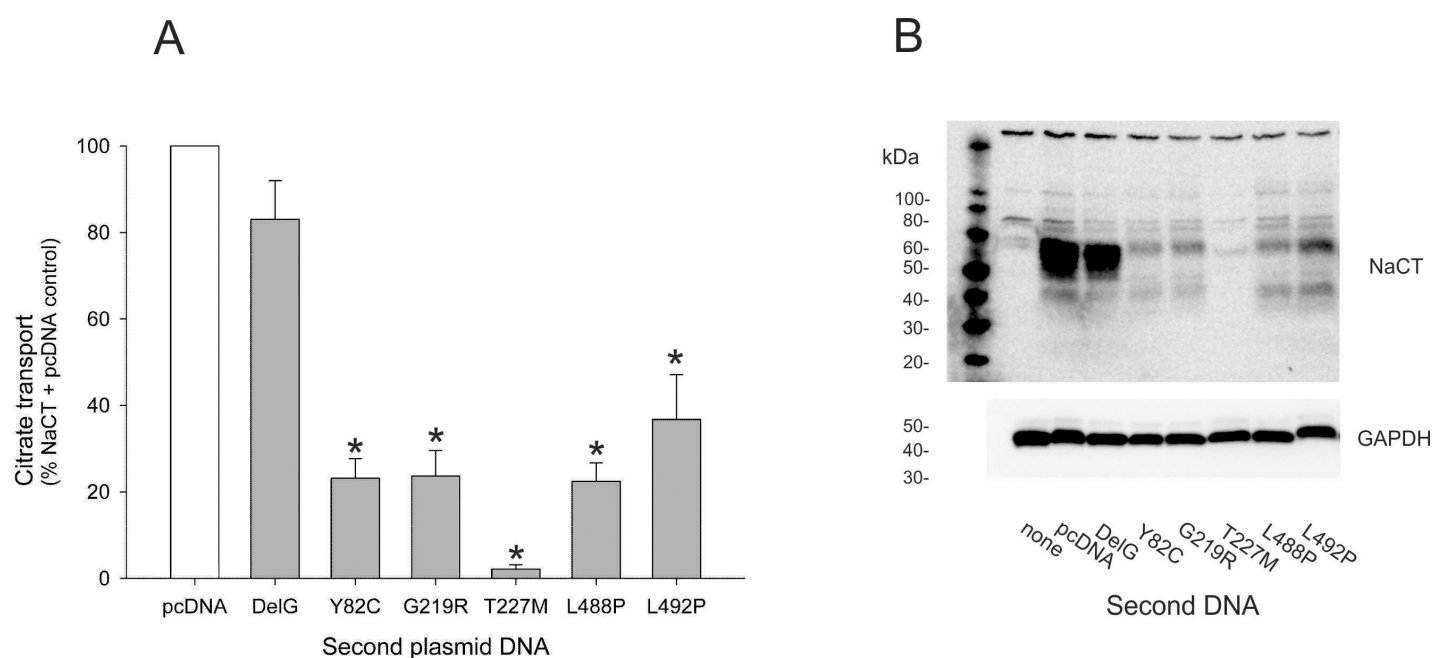 A
Citrate transport
(% NaCT + pcDNA control)
100
80
60
40
20
0
*
*
*
*
*
pcDNA DelG Y82C G219R T227M L488P L492P
Second plasmid DNA
B
kDa
100-
80-
60-
50-
40-
30-
20-
NaCT
50-
40-
30-
GAPDH
none pcDNA DelG Y82C G219R T227M L488P L492P
Second DNA